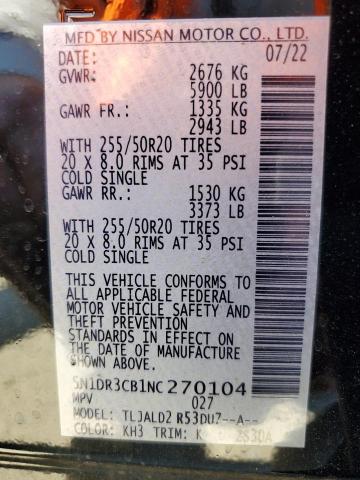 MFD BY NISSAN MOTOR CO., LTD.
DATE: 07/22
GVWR: 2676 KG
5900 LB
GAWR FR.: 1335 KG
2943 LB
WITH 255/50R20 TIRES
20 X 8.0 RIMS AT 35 PSI
COLD SINGLE
GAWR RR.: 1530 KG
3373 LB
WITH 255/50R20 TIRES
20 X 8.0 RIMS AT 35 PSI
COLD SINGLE
THIS VEHICLE CONFORMS TO
ALL APPLICABLE FEDERAL
MOTOR VEHICLE SAFETY AND
THEFT PREVENTION
STANDARDS IN EFFECT ON
THE DATE OF MANUFACTURE
SHOWN ABOVE.
5N1DR3CB1NC270104
MPV 027
MODEL: TLJALD2 R53DUZ--A--
COLOR: KH3 TRIM: K